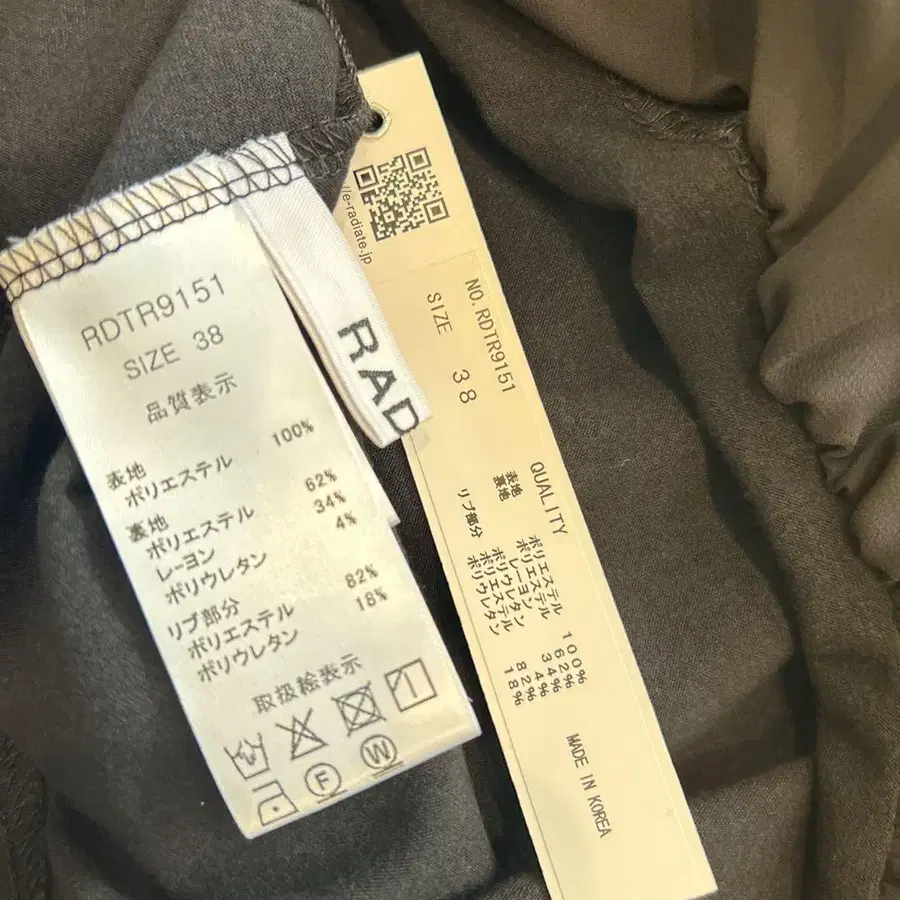 RDTR9151
SIZE 38
品質表示
表地
ポリエステル 100%
裏地
ポリエステル 62%
レーヨン 34%
ポリウレタン 4%
リブ部分
ポリエステル 82%
ポリウレタン 18%
取扱絵表示
F
W
RAD
//e-radiate.jp
NO.RDTR9151
SIZE 38
QUALITY
表地 ポリエステル 100%
裏地 ポリエステル 62%
レーヨン 34%
ポリウレタン 4%
リブ部分 ポリエステル 82%
ポリウレタン 18%
MADE IN KOREA